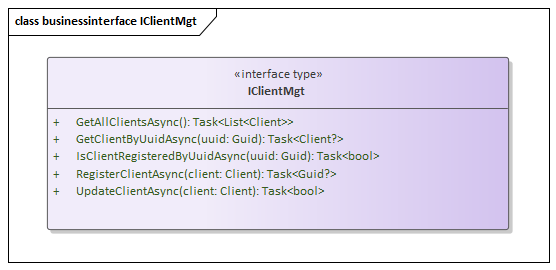 class businessinterface IClientMgt
«interface type»
IClientMgt
+ GetAllClientsAsync(): Task<List<Client>>
+ GetClientByUuidAsync(uuid: Guid): Task<Client?>
+ IsClientRegisteredByUuidAsync(uuid: Guid): Task<bool>
+ RegisterClientAsync(client: Client): Task<Guid?>
+ UpdateClientAsync(client: Client): Task<bool>